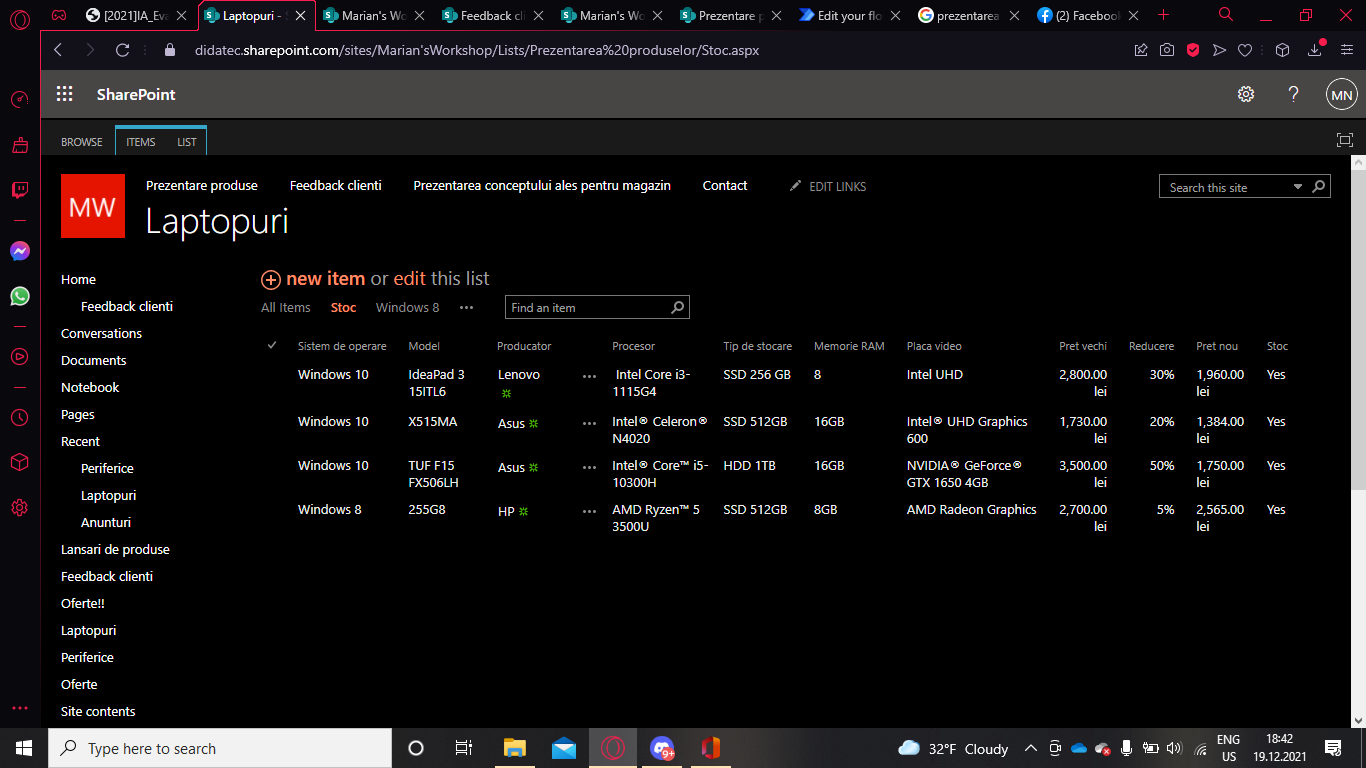 [2021]IA_Eva
Laptopuri - S
Marian's Wo
Feedback cli
Marian's Wo
Prezentare p
Edit your flo
prezentarea
(2) Facebook
didatec.sharepoint.com/sites/Marian'sWorkshop/Lists/Prezentarea%20produselor/Stoc.aspx
SharePoint
?
MN
BROWSE ITEMS LIST
MW
Prezentare produse Feedback clienti Prezentarea conceptului ales pentru magazin Contact EDIT LINKS
Search this site
Laptopuri
Home
Feedback clienti
Conversations
Documents
Notebook
Pages
Recent
Periferice
Laptopuri
Anunturi
Lansari de produse
Feedback clienti
Oferte!!
Laptopuri
Periferice
Oferte
Site contents
new item or edit this list
All Items Stoc Windows 8 ··· Find an item
Sistem de operare Model Producator Procesor Tip de stocare Memorie RAM Placa video Pret vechi Reducere Pret nou Stoc
Windows 10 IdeaPad 3 Lenovo ··· Intel Core i3- SSD 256 GB 8 Intel UHD 2,800.00 30% 1,960.00 Yes
15ITL6 1115G4 lei lei
Windows 10 X515MA Asus ··· Intel® Celeron® SSD 512GB 16GB Intel® UHD Graphics 1,730.00 20% 1,384.00 Yes
N4020 600 lei lei
Windows 10 TUF F15 Asus ··· Intel® Core™ i5- HDD 1TB 16GB NVIDIA® GeForce® 3,500.00 50% 1,750.00 Yes
FX506LH 10300H GTX 1650 4GB lei lei
Windows 8 255G8 HP ··· AMD Ryzen™ 5 SSD 512GB 8GB AMD Radeon Graphics 2,700.00 5% 2,565.00 Yes
3500U lei lei
Type here to search
9+
32°F Cloudy
ENG
US
18:42
19.12.2021